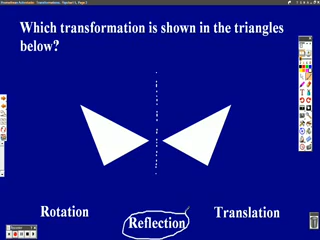 Which transformation is shown in the triangles
below?
Rotation
Reflection
Translation